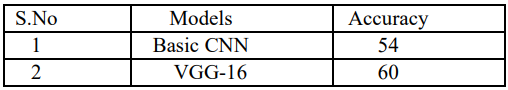 S.No Models Accuracy
1 Basic CNN 54
2 VGG-16 60